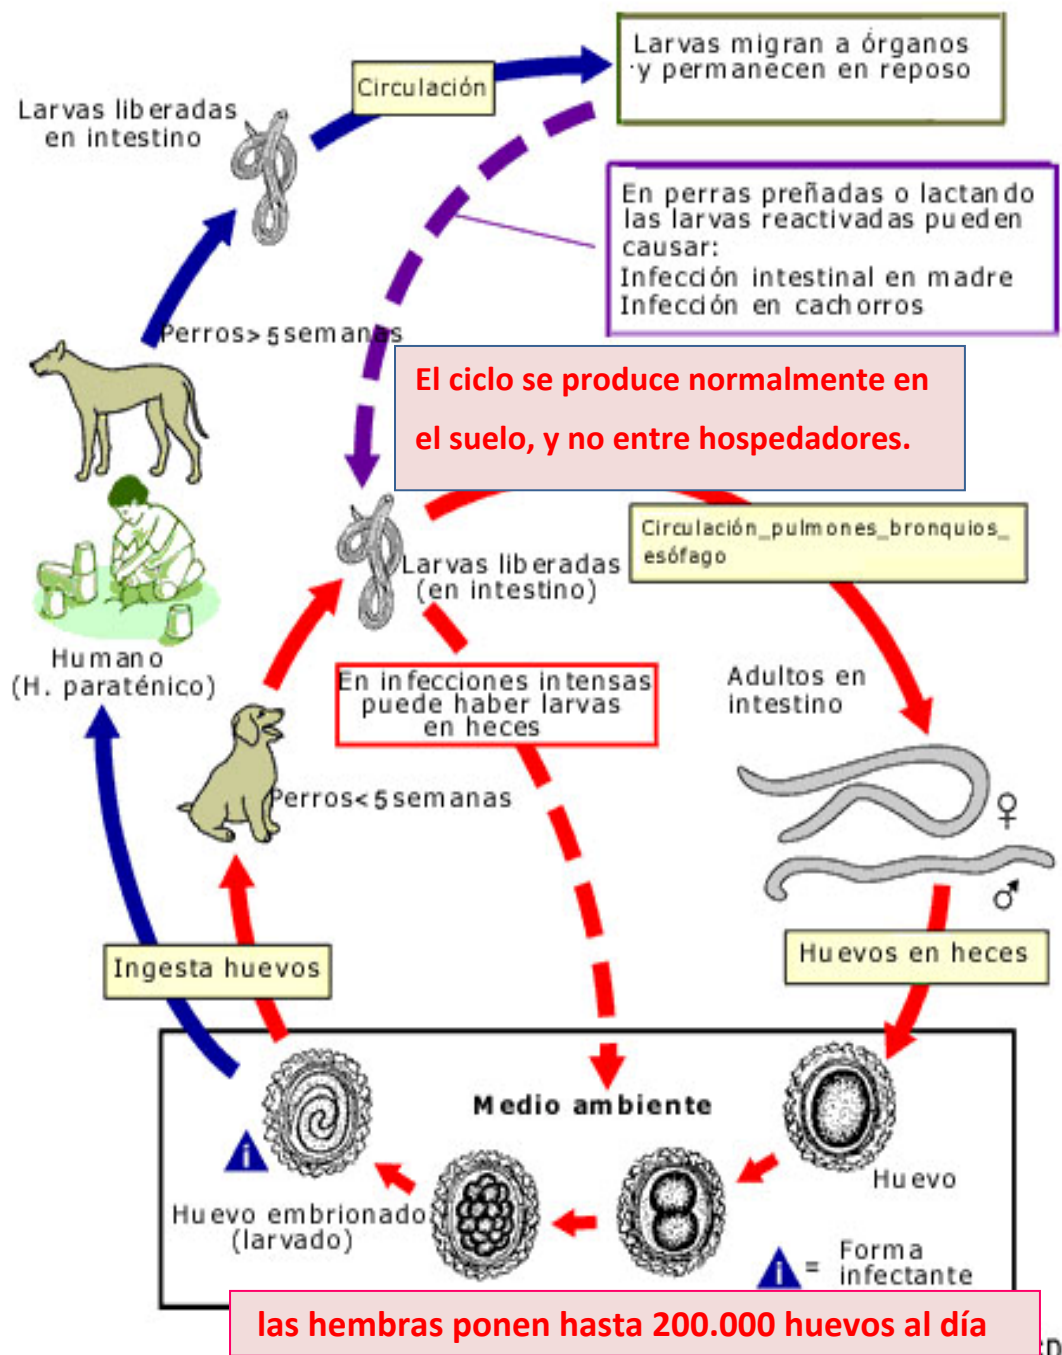 Larvas migran a órganos
y permanecen en reposo
Circulación
Larvas liberadas
en intestino
En perras preñadas o lactando
las larvas reactivadas pueden
causar:
Infección intestinal en madre
Infección en cachorros
Perros> 5 semanas
El ciclo se produce normalmente en
el suelo, y no entre hospedadores.
Circulación_pulmones_bronquios_
esófago
Larvas liberadas
(en intestino)
Humano
(H. paraténico)
En infecciones intensas
puede haber larvas
en heces
Adultos en
intestino
Perros< 5 semanas
♀
♂
Ingesta huevos
Huevos en heces
Medio ambiente
i
Huevo
Huevo embrionado
(larvado)
i = Forma
infectante
las hembras ponen hasta 200.000 huevos al día